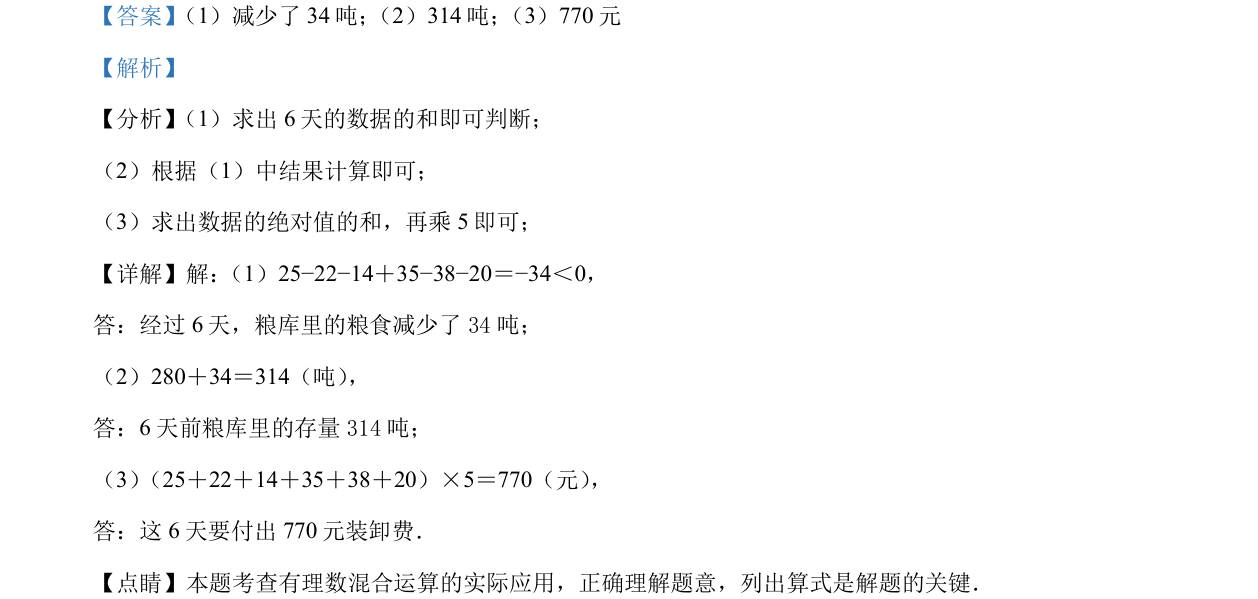 【答案】（1）减少了 34 吨；（2）314 吨；（3）770 元
【解析】
【分析】（1）求出 6 天的数据的和即可判断；
（2）根据（1）中结果计算即可；
（3）求出数据的绝对值的和，再乘 5 即可；
【详解】解：（1）25−22−14＋35−38−20＝−34＜0，
答：经过 6 天，粮库里的粮食减少了 34 吨；
（2）280＋34＝314（吨），
答：6 天前粮库里的存量 314 吨；
（3）（25＋22＋14＋35＋38＋20）×5＝770（元），
答：这 6 天要付出 770 元装卸费．
【点睛】本题考查有理数混合运算的实际应用，正确理解题意，列出算式是解题的关键．